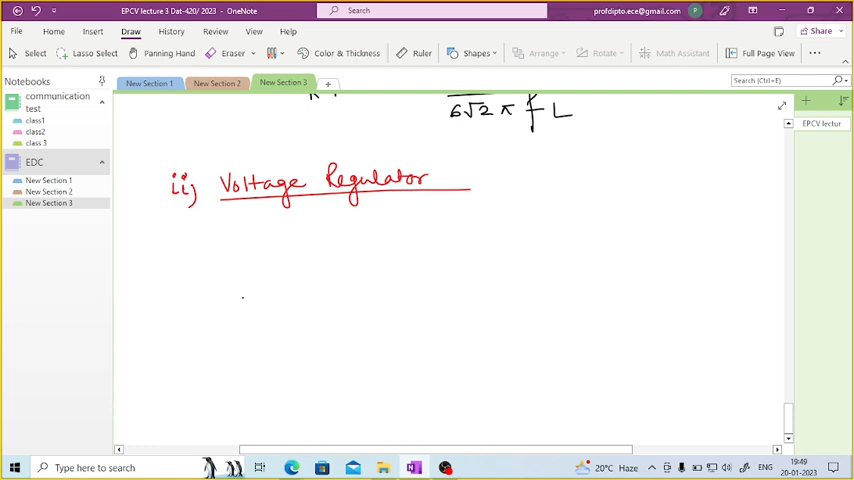 EPCV lecture 3 Dat-420/ 2023 - OneNote
Search
profdipto.ece@gmail.com
P
File Home Insert Draw History Review View Help
Share
Select Lasso Select Panning Hand Eraser Color & Thickness Ruler Shapes Arrange Rotate Math Assistant Full Page View
Notebooks
New Section 1 New Section 2 New Section 3 +
Search (Ctrl+E)
communication
test
class1
class2
class 3
EDC
New Section 1
New Section 2
New Section 3
EPCV lectur
6√2 π f L
ii) Voltage Regulator
Type here to search
20°C Haze
ENG
19:49
20-01-2023